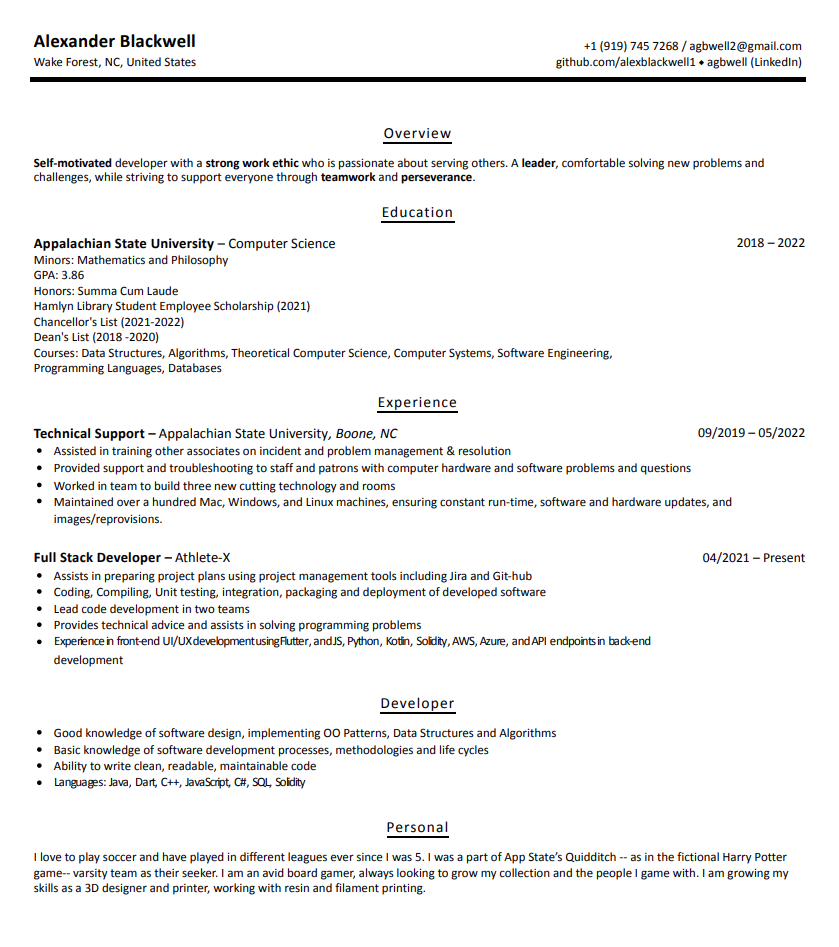 Alexander Blackwell
+1 (919) 745 7268 / agbwell2@gmail.com
Wake Forest, NC, United States
github.com/alexblackwell1 ⬥ agbwell (LinkedIn)
Overview
Self-motivated developer with a strong work ethic who is passionate about serving others. A leader, comfortable solving new problems and
challenges, while striving to support everyone through teamwork and perseverance.
Education
Appalachian State University – Computer Science 2018 – 2022
Minors: Mathematics and Philosophy
GPA: 3.86
Honors: Summa Cum Laude
Hamlyn Library Student Employee Scholarship (2021)
Chancellor's List (2021-2022)
Dean's List (2018 -2020)
Courses: Data Structures, Algorithms, Theoretical Computer Science, Computer Systems, Software Engineering,
Programming Languages, Databases
Experience
Technical Support – Appalachian State University, Boone, NC 09/2019 – 05/2022
• Assisted in training other associates on incident and problem management & resolution
• Provided support and troubleshooting to staff and patrons with computer hardware and software problems and questions
• Worked in team to build three new cutting technology and rooms
• Maintained over a hundred Mac, Windows, and Linux machines, ensuring constant run-time, software and hardware updates, and
images/reprovisions.
Full Stack Developer – Athlete-X 04/2021 – Present
• Assists in preparing project plans using project management tools including Jira and Git-hub
• Coding, Compiling, Unit testing, integration, packaging and deployment of developed software
• Lead code development in two teams
• Provides technical advice and assists in solving programming problems
• Experience in front-end UI/UX development using Flutter, and JS, Python, Kotlin, Solidity, AWS, Azure, and API endpoints in back-end
development
Developer
• Good knowledge of software design, implementing OO Patterns, Data Structures and Algorithms
• Basic knowledge of software development processes, methodologies and life cycles
• Ability to write clean, readable, maintainable code
• Languages: Java, Dart, C++, JavaScript, C#, SQL, Solidity
Personal
I love to play soccer and have played in different leagues ever since I was 5. I was a part of App State’s Quidditch -- as in the fictional Harry Potter
game-- varsity team as their seeker. I am an avid board gamer, always looking to grow my collection and the people I game with. I am growing my
skills as a 3D designer and printer, working with resin and filament printing.